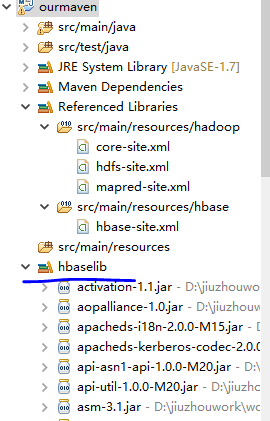 ourmaven
src/main/java
src/test/java
JRE System Library [JavaSE-1.7]
Maven Dependencies
Referenced Libraries
src/main/resources/hadoop
core-site.xml
hdfs-site.xml
mapred-site.xml
src/main/resources/hbase
hbase-site.xml
src/main/resources
hbaselib
activation-1.1.jar - D:\jiuzhouwork\
aopalliance-1.0.jar - D:\jiuzhouwor
apacheds-i18n-2.0.0-M15.jar -
apacheds-kerberos-codec-2.0.0
api-asn1-api-1.0.0-M20.jar - D:
api-util-1.0.0-M20.jar - D:\jiuzh
asm-3.1.jar - D:\jiuzhouwork\wo